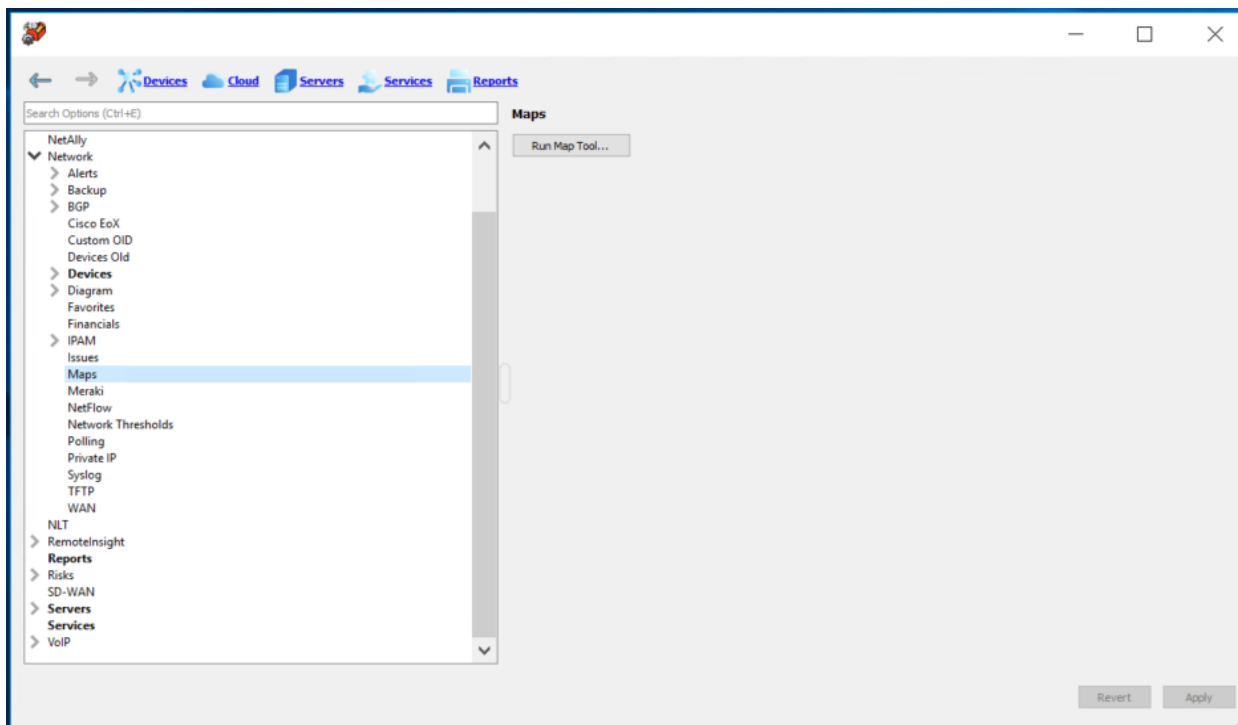 Devices Cloud Servers Services Reports
Search Options (Ctrl+E)
Maps
Run Map Tool...
NetAlly
Network
Alerts
Backup
BGP
Cisco EoX
Custom OID
Devices Old
Devices
Diagram
Favorites
Financials
IPAM
Issues
Maps
Meraki
NetFlow
Network Thresholds
Polling
Private IP
Syslog
TFTP
WAN
NLT
RemoteInsight
Reports
Risks
SD-WAN
Servers
Services
VoIP
Revert Apply